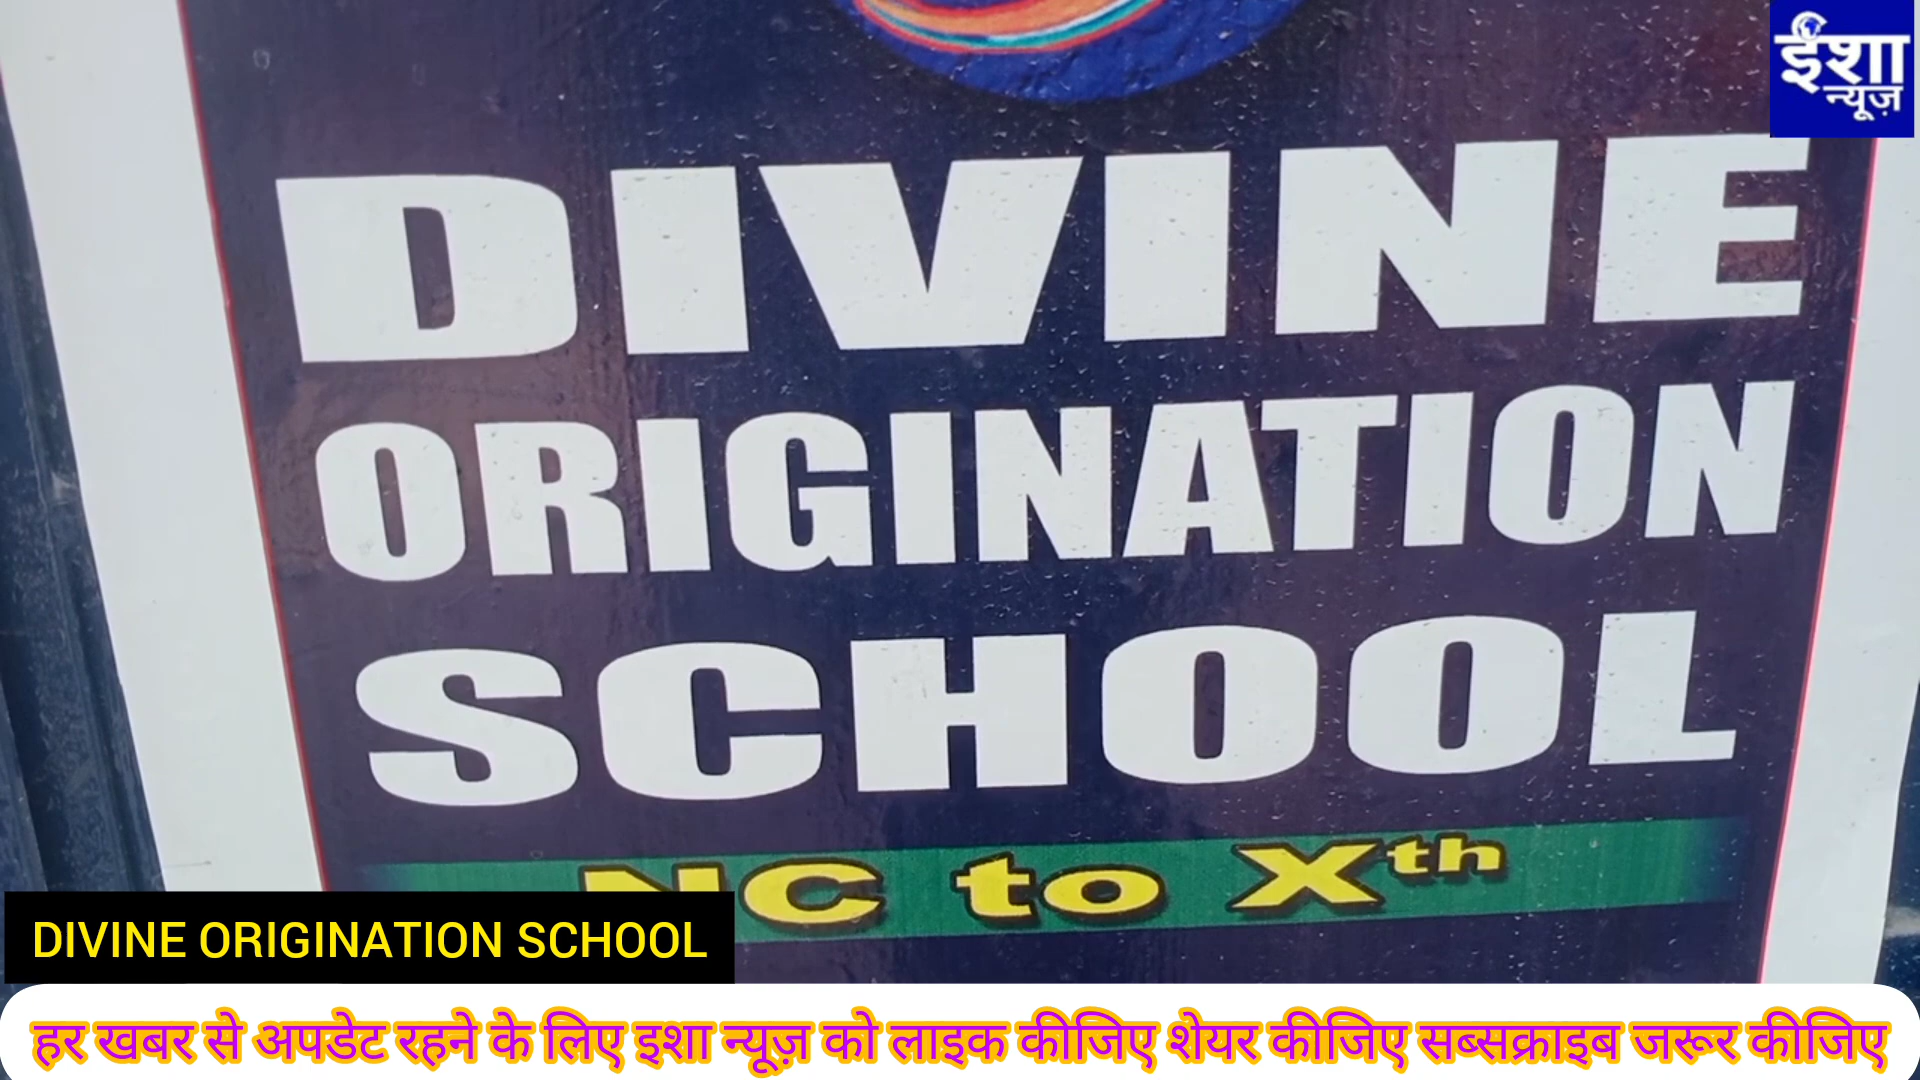 ईशा
न्यूज़
DIVINE
ORIGINATION
SCHOOL
NC to Xth
DIVINE ORIGINATION SCHOOL
हर खबर से अपडेट रहने के लिए इशा न्यूज़ को लाइक कीजिए शेयर कीजिए सब्सक्राइब जरूर कीजिए